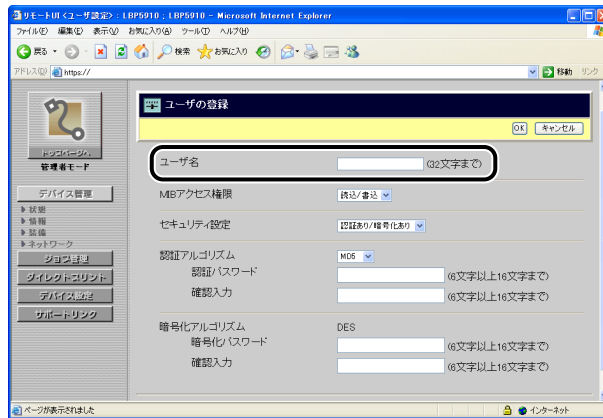 リモートUI <ユーザ設定> : LBP5910 ; LBP5910 - Microsoft Internet Explorer
ファイル(F) 編集(E) 表示(V) お気に入り(A) ツール(T) ヘルプ(H)
戻る 検索 お気に入り
アドレス(D) https:// 移動 リンク
ユーザの登録
OK キャンセル
トップページへ
管理者モード
デバイス管理
状態
情報
装備
ネットワーク
ジョブ管理
ダイレクトプリント
デバイス設定
サポートリンク
ユーザ名 (32文字まで)
MIBアクセス権限 読込/書込
セキュリティ設定 認証あり/暗号化あり
認証アルゴリズム MD5
認証パスワード (6文字以上16文字まで)
確認入力 (6文字以上16文字まで)
暗号化アルゴリズム DES
暗号化パスワード (6文字以上16文字まで)
確認入力 (6文字以上16文字まで)
ページが表示されました インターネット